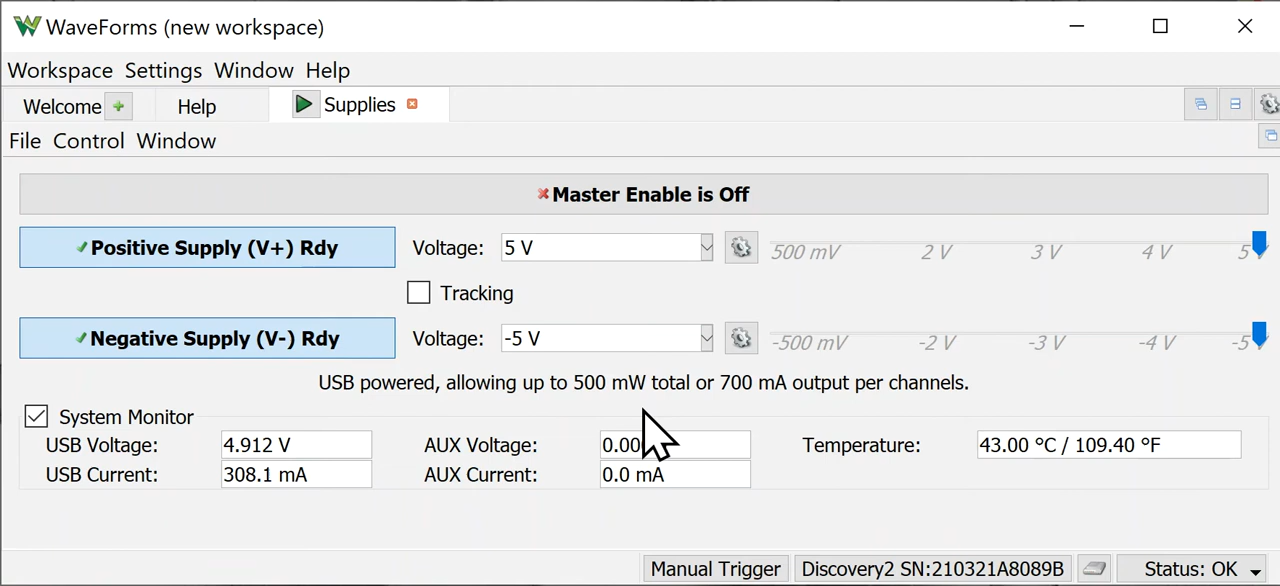 WaveForms (new workspace)
Workspace Settings Window Help
Welcome Help Supplies
File Control Window
Master Enable is Off
Positive Supply (V+) Rdy Voltage: 5 V 500 mV 2 V 3 V 4 V 5 V
Tracking
Negative Supply (V-) Rdy Voltage: -5 V -500 mV -2 V -3 V -4 V -5 V
USB powered, allowing up to 500 mW total or 700 mA output per channels.
System Monitor
USB Voltage: 4.912 V AUX Voltage: Temperature: 43.00 °C / 109.40 °F
USB Current: 308.1 mA AUX Current: 0.0 mA
Manual Trigger Discovery2 SN:210321A8089B Status: OK